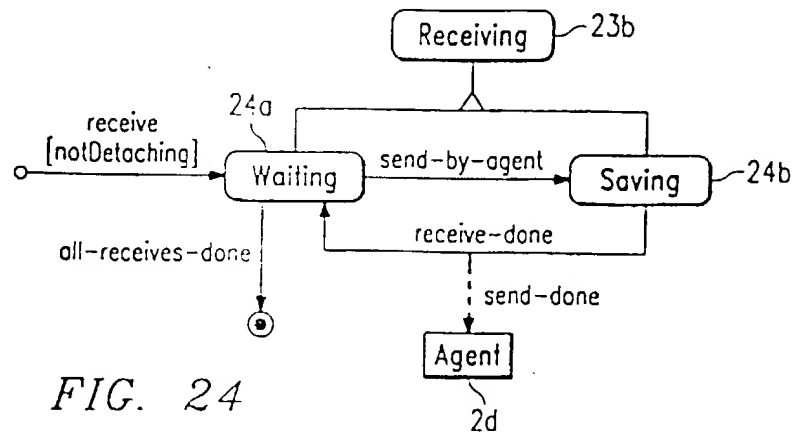 Receiving
23b
24a
receive
[notDetaching]
Waiting
send-by-agent
Saving
24b
receive-done
all-receives-done
send-done
Agent
2d
FIG. 24